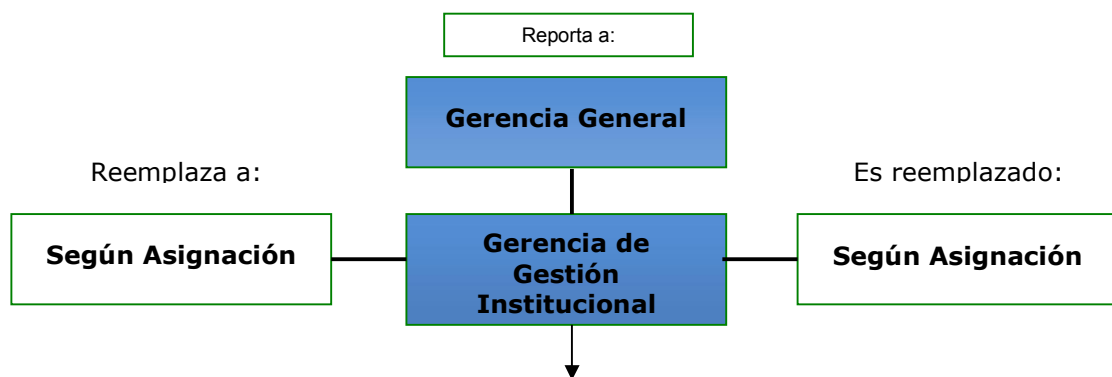 Reporta a:
Gerencia General
Reemplaza a:
Es reemplazado:
Según Asignación
Gerencia de
Gestión
Institucional
Según Asignación